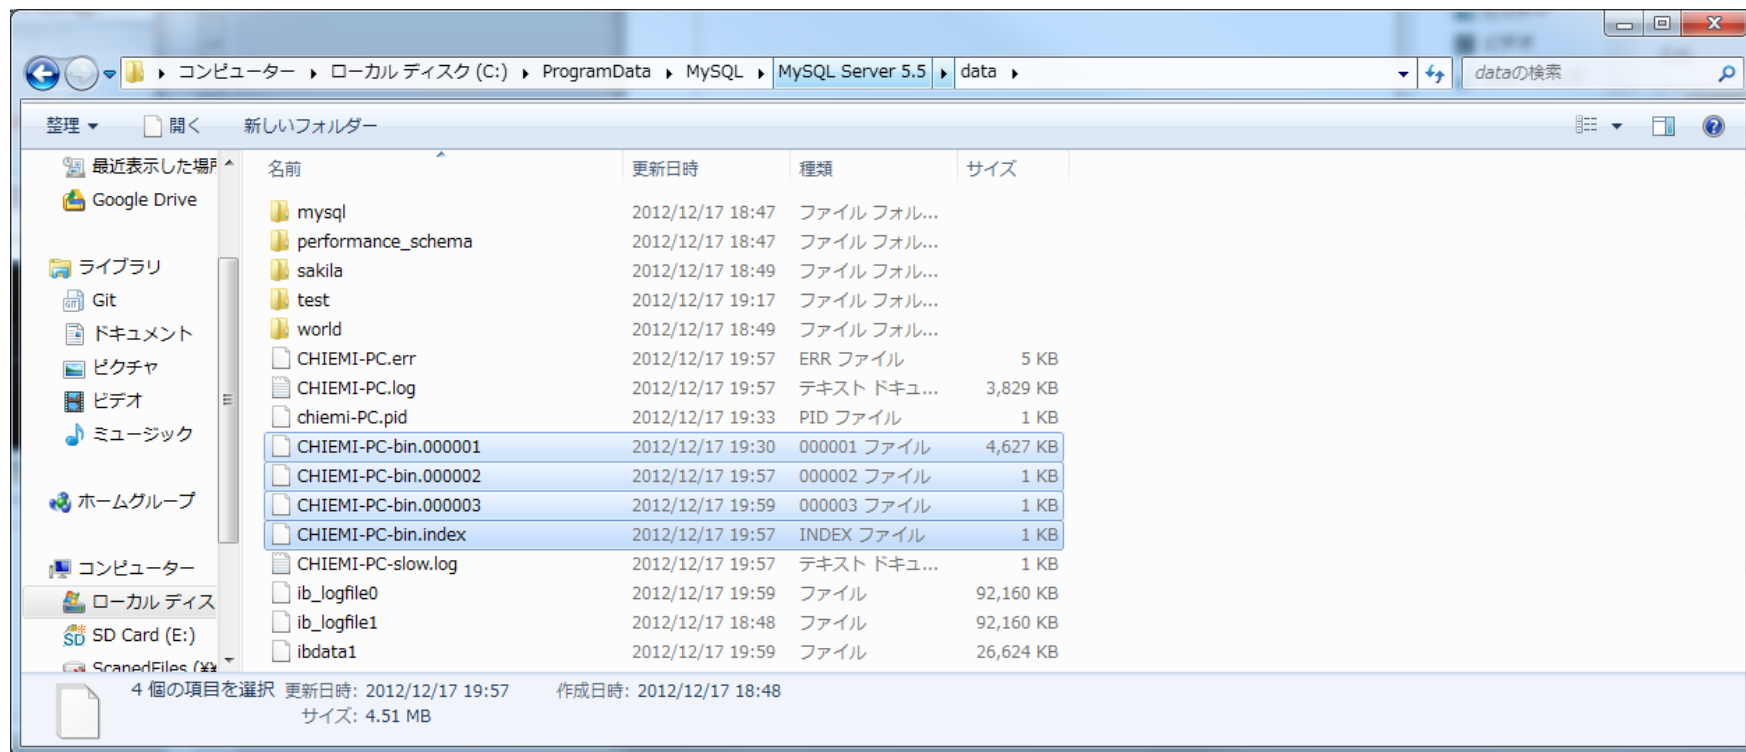 コンピューター ▸ ローカル ディスク (C:) ▸ ProgramData ▸ MySQL ▸ MySQL Server 5.5 ▸ data ▸
dataの検索
整理 開く 新しいフォルダー
名前 更新日時 種類 サイズ
最近表示した場所
Google Drive
ライブラリ
Git
ドキュメント
ピクチャ
ビデオ
ミュージック
ホームグループ
コンピューター
ローカル ディス
SD Card (E:)
ScanedFiles (¥¥
mysql 2012/12/17 18:47 ファイル フォル...
performance_schema 2012/12/17 18:47 ファイル フォル...
sakila 2012/12/17 18:49 ファイル フォル...
test 2012/12/17 19:17 ファイル フォル...
world 2012/12/17 18:49 ファイル フォル...
CHIEMI-PC.err 2012/12/17 19:57 ERR ファイル 5 KB
CHIEMI-PC.log 2012/12/17 19:57 テキスト ドキュ... 3,829 KB
chiemi-PC.pid 2012/12/17 19:33 PID ファイル 1 KB
CHIEMI-PC-bin.000001 2012/12/17 19:30 000001 ファイル 4,627 KB
CHIEMI-PC-bin.000002 2012/12/17 19:57 000002 ファイル 1 KB
CHIEMI-PC-bin.000003 2012/12/17 19:59 000003 ファイル 1 KB
CHIEMI-PC-bin.index 2012/12/17 19:57 INDEX ファイル 1 KB
CHIEMI-PC-slow.log 2012/12/17 19:57 テキスト ドキュ... 1 KB
ib_logfile0 2012/12/17 19:59 ファイル 92,160 KB
ib_logfile1 2012/12/17 18:48 ファイル 92,160 KB
ibdata1 2012/12/17 19:59 ファイル 26,624 KB
4 個の項目を選択 更新日時: 2012/12/17 19:57 作成日時: 2012/12/17 18:48
サイズ: 4.51 MB